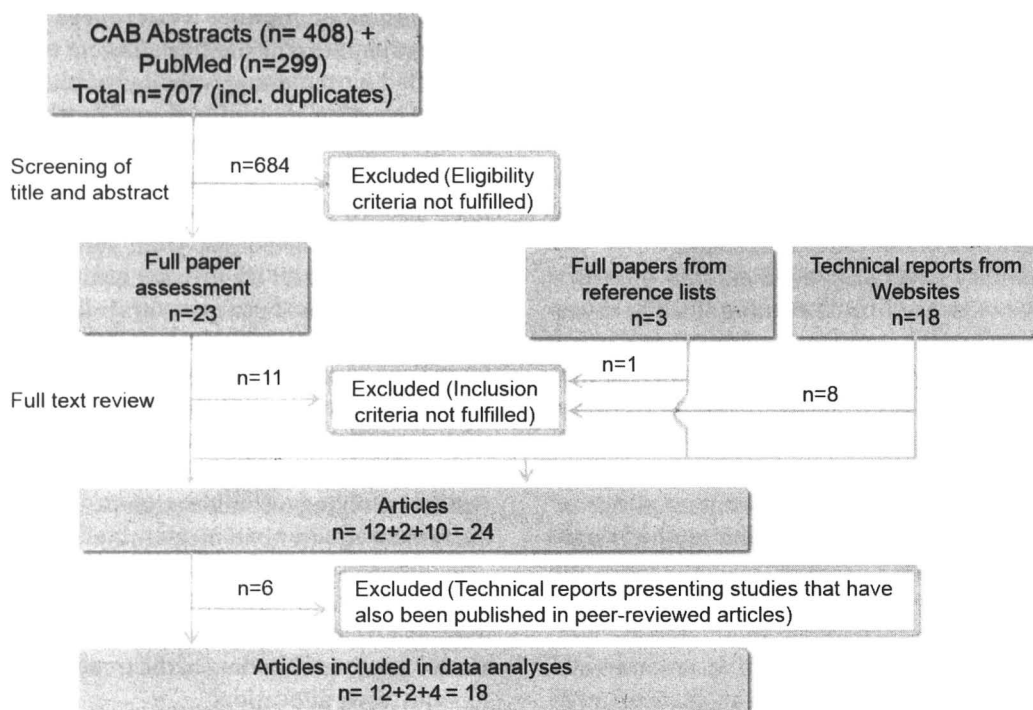 CAB Abstracts (n= 408) +
PubMed (n=299)
Total n=707 (incl. duplicates)
Screening of
title and abstract
n=684
Excluded (Eligibility
criteria not fulfilled)
Full paper
assessment
n=23
Full papers from
reference lists
n=3
Technical reports from
Websites
n=18
Full text review
n=11
Excluded (Inclusion
criteria not fulfilled)
n=1
n=8
Articles
n= 12+2+10 = 24
n=6
Excluded (Technical reports presenting studies that have
also been published in peer-reviewed articles)
Articles included in data analyses
n= 12+2+4 = 18